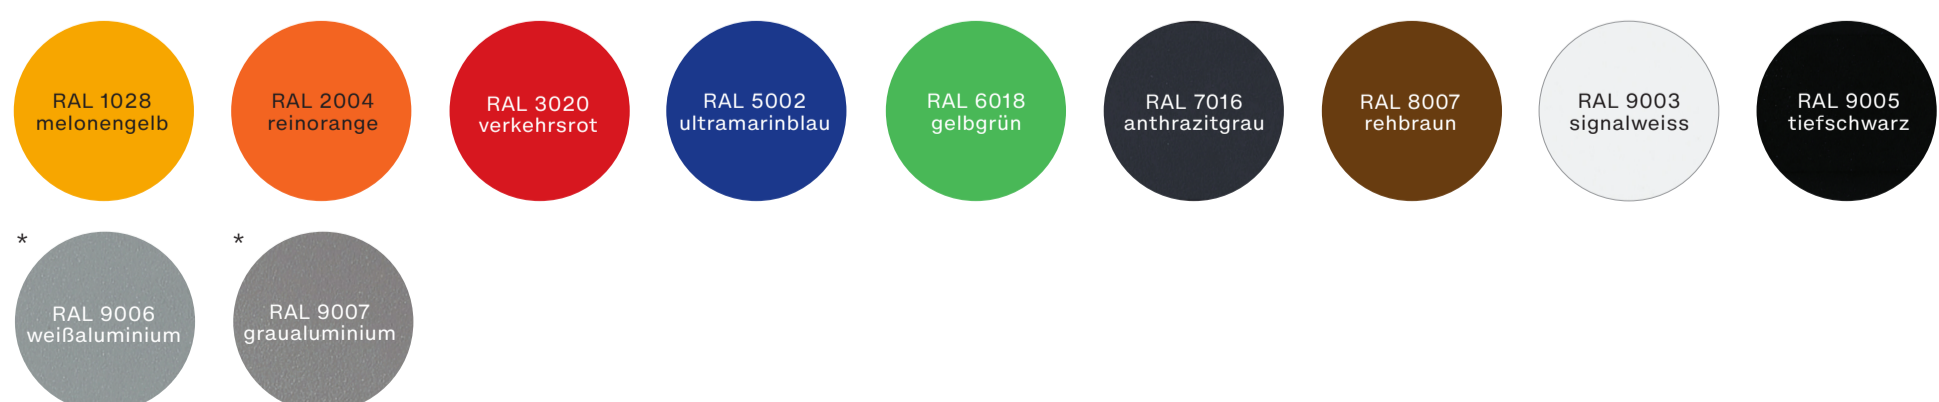 RAL 1028
melonengelb
RAL 2004
reinorange
RAL 3020
verkehrsrot
RAL 5002
ultramarinblau
RAL 6018
gelbgrün
RAL 7016
anthrazitgrau
RAL 8007
rehbraun
RAL 9003
signalweiss
RAL 9005
tiefschwarz
*
RAL 9006
weißaluminium
*
RAL 9007
graualuminium